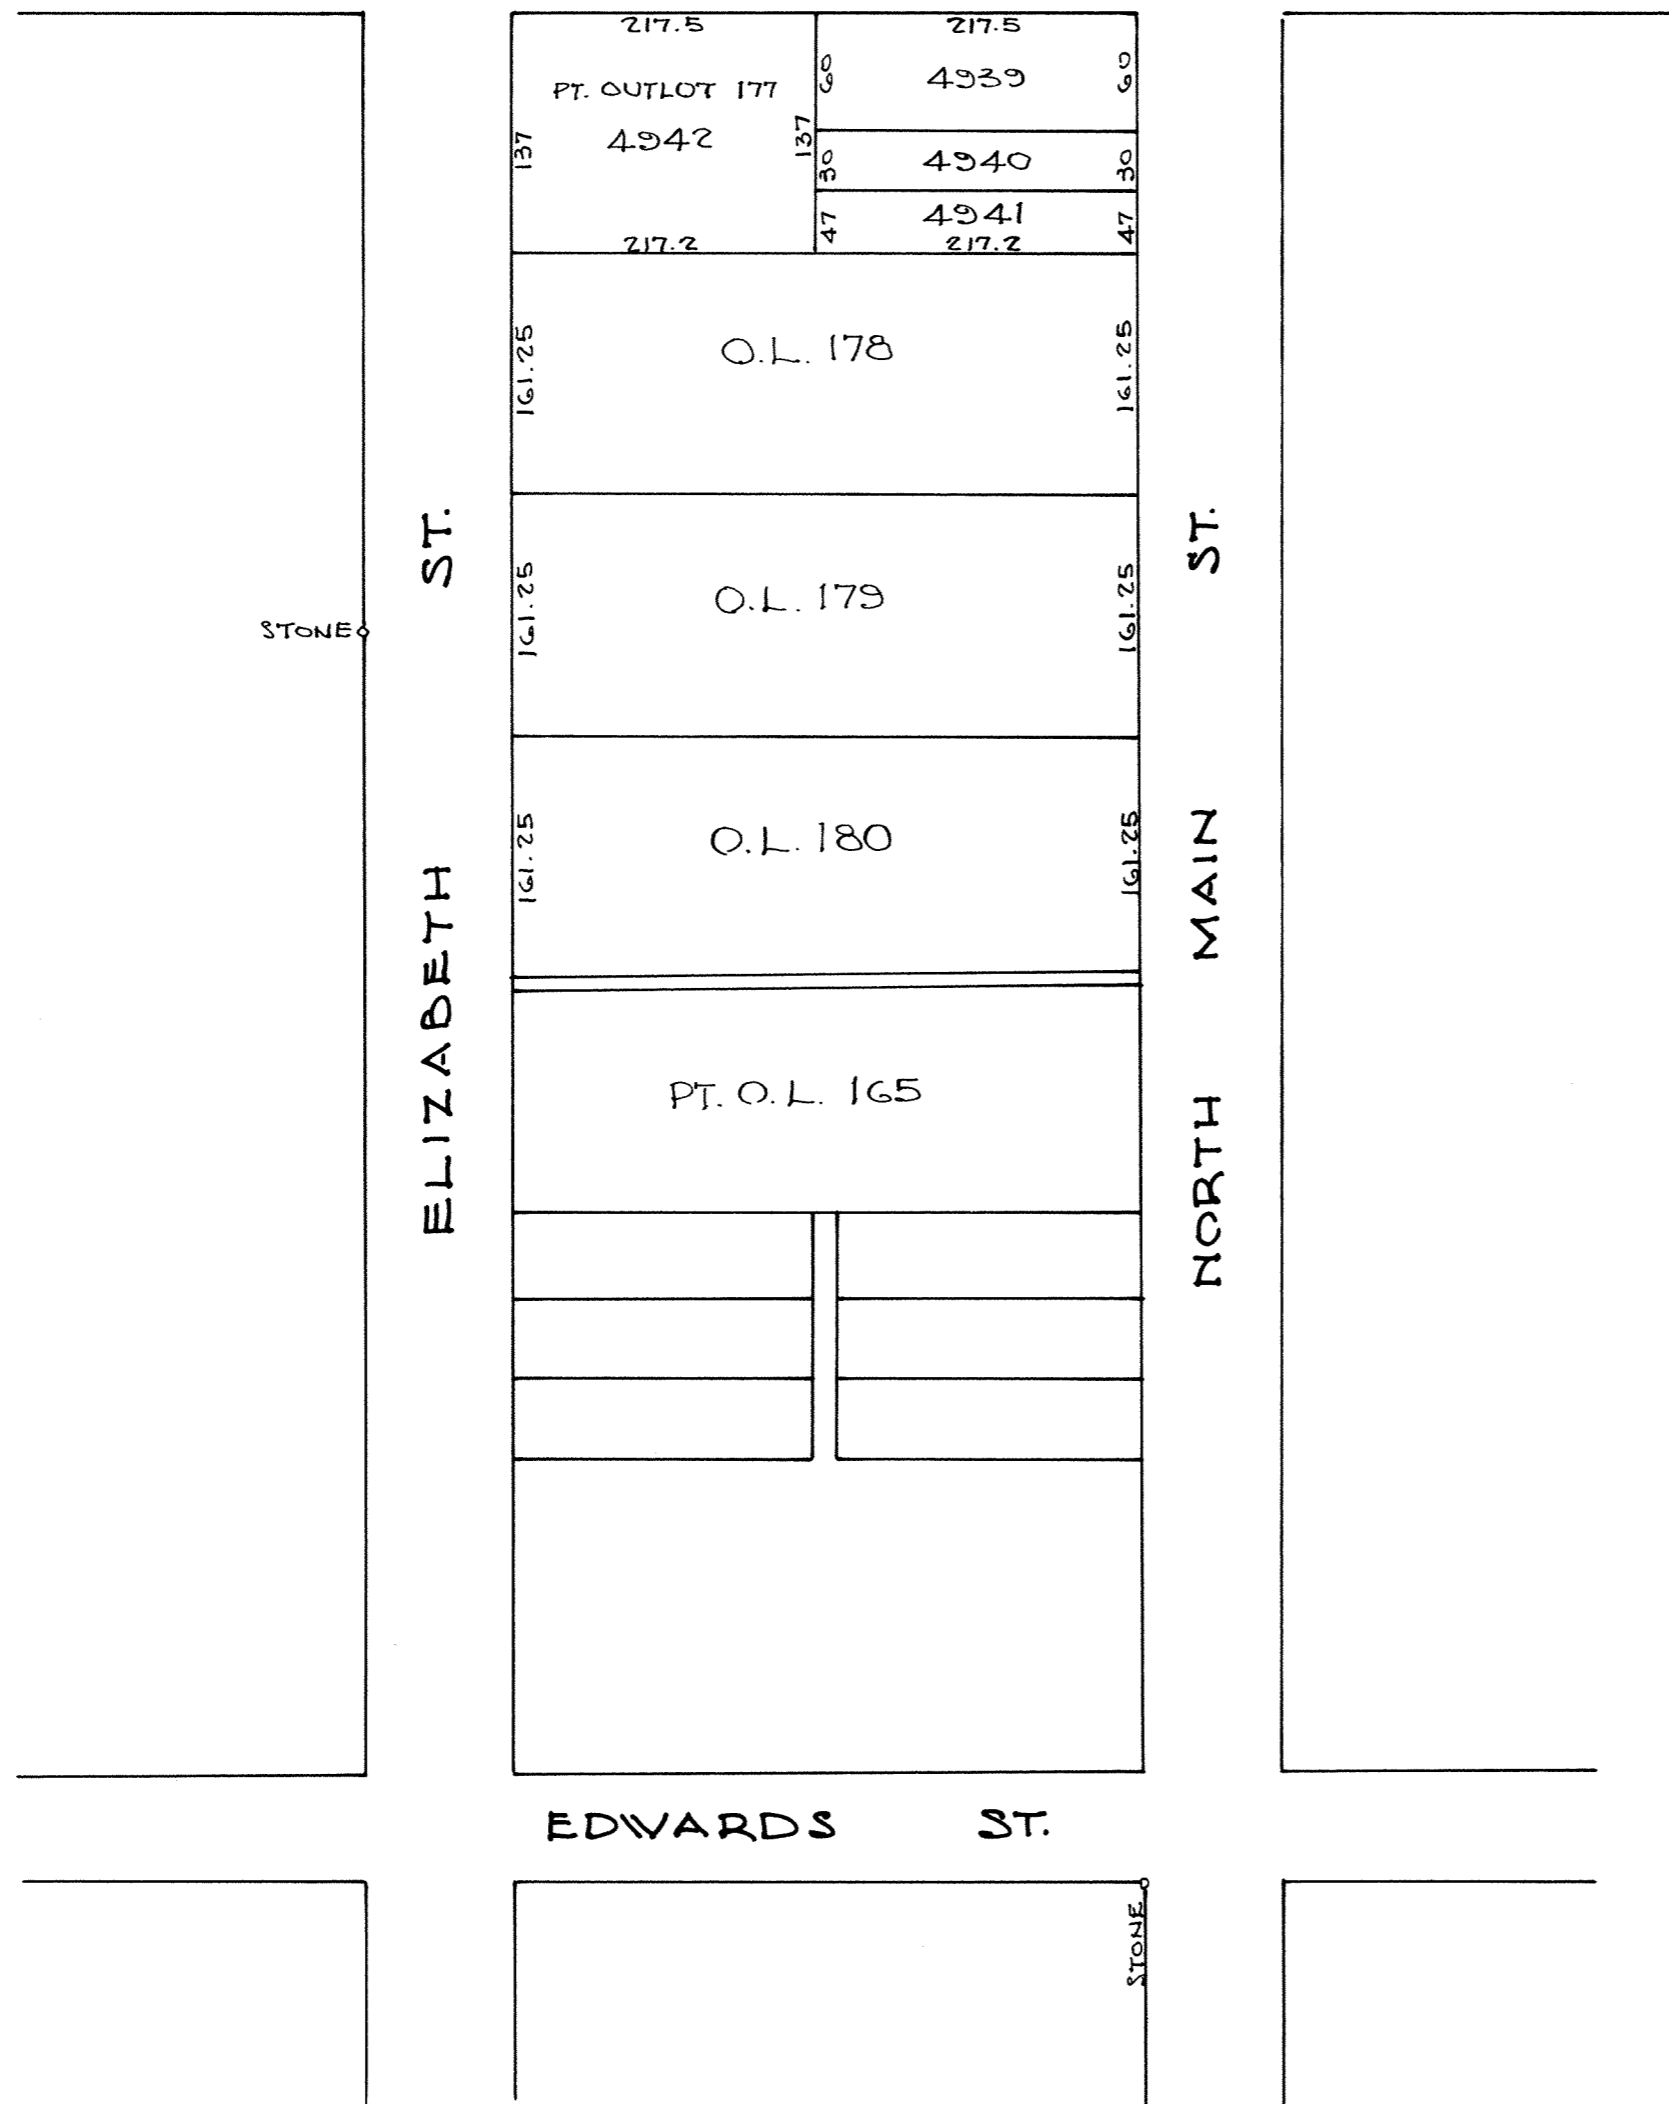 217.5
217.5
PT. OUTLOT 177
4942
137
137
60
4939
60
30
4940
30
47
4941
47
217.2
217.2
161.25
O.L. 178
161.25
ST.
ST.
161.25
O.L. 179
161.25
STONE
161.25
O.L. 180
161.25
ELIZABETH
MAIN
PT. O.L. 165
NORTH
EDWARDS ST.
STONE